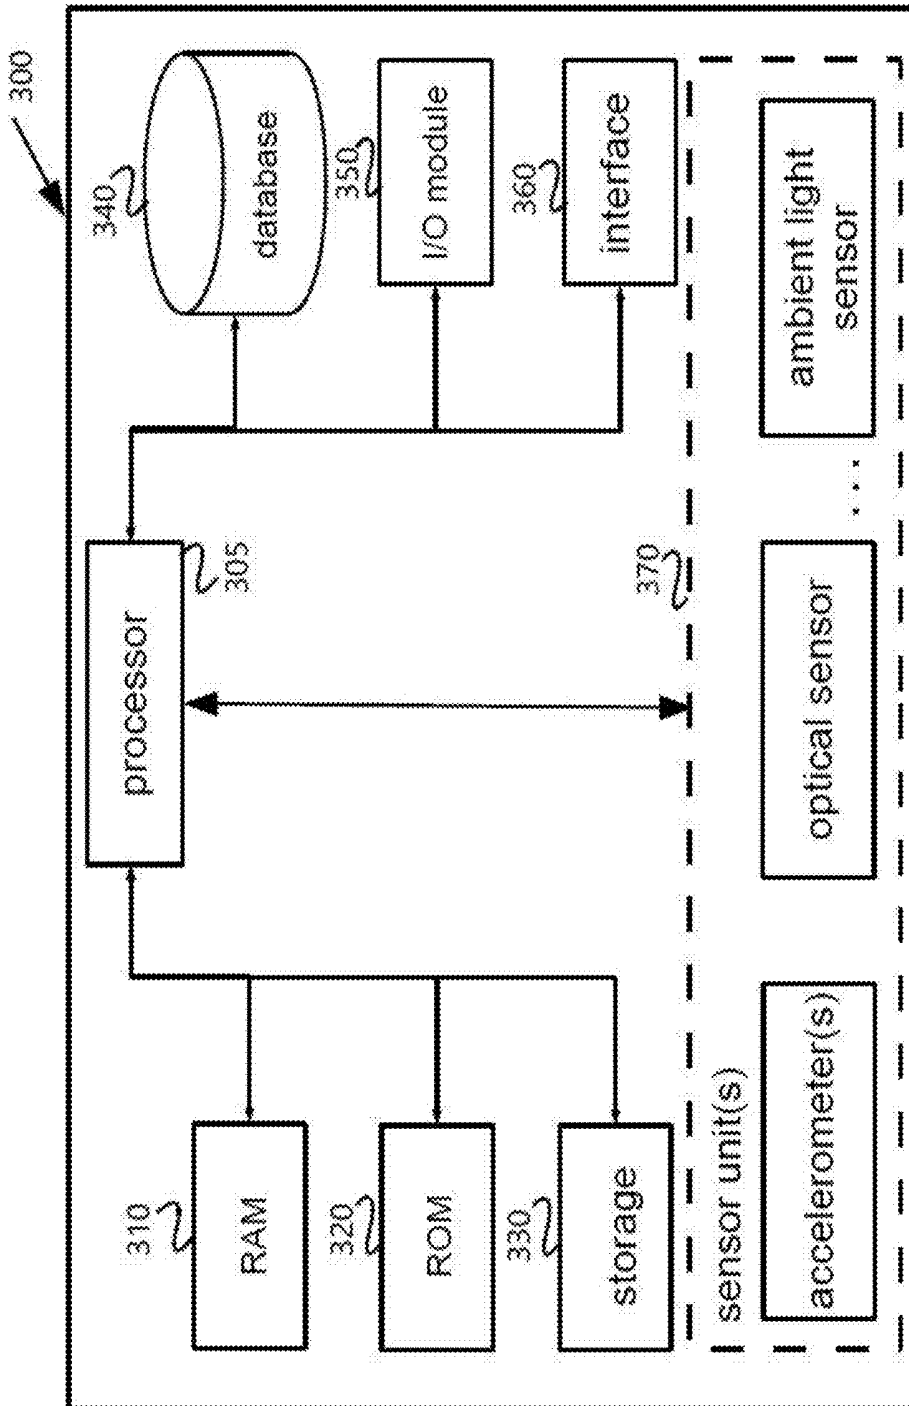 300
processor
305
310
RAM
320
ROM
330
storage
340
database
350
I/O module
360
interface
370
sensor unit(s)
accelerometer(s)
optical sensor
. . .
ambient light
sensor